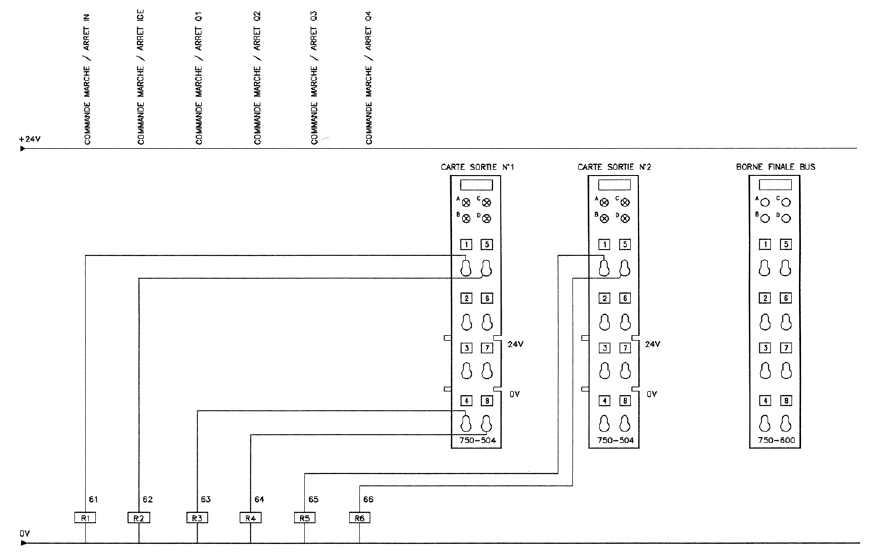 COMMANDE MARCHE / ARRET IN
COMMANDE MARCHE / ARRET IGE
COMMANDE MARCHE / ARRET Q1
COMMANDE MARCHE / ARRET Q2
COMMANDE MARCHE / ARRET Q3
COMMANDE MARCHE / ARRET Q4
+24V
CARTE SORTIE N°1
A C
B D
1 5
2 6
3 7
4 8
24V
0V
750-504
CARTE SORTIE N°2
A C
B D
1 5
2 6
3 7
4 8
24V
0V
750-504
BORNE FINALE BUS
A C
B D
1 5
2 6
3 7
4 8
750-600
61 62 63 64 65 66
R1 R2 R3 R4 R5 R6
0V